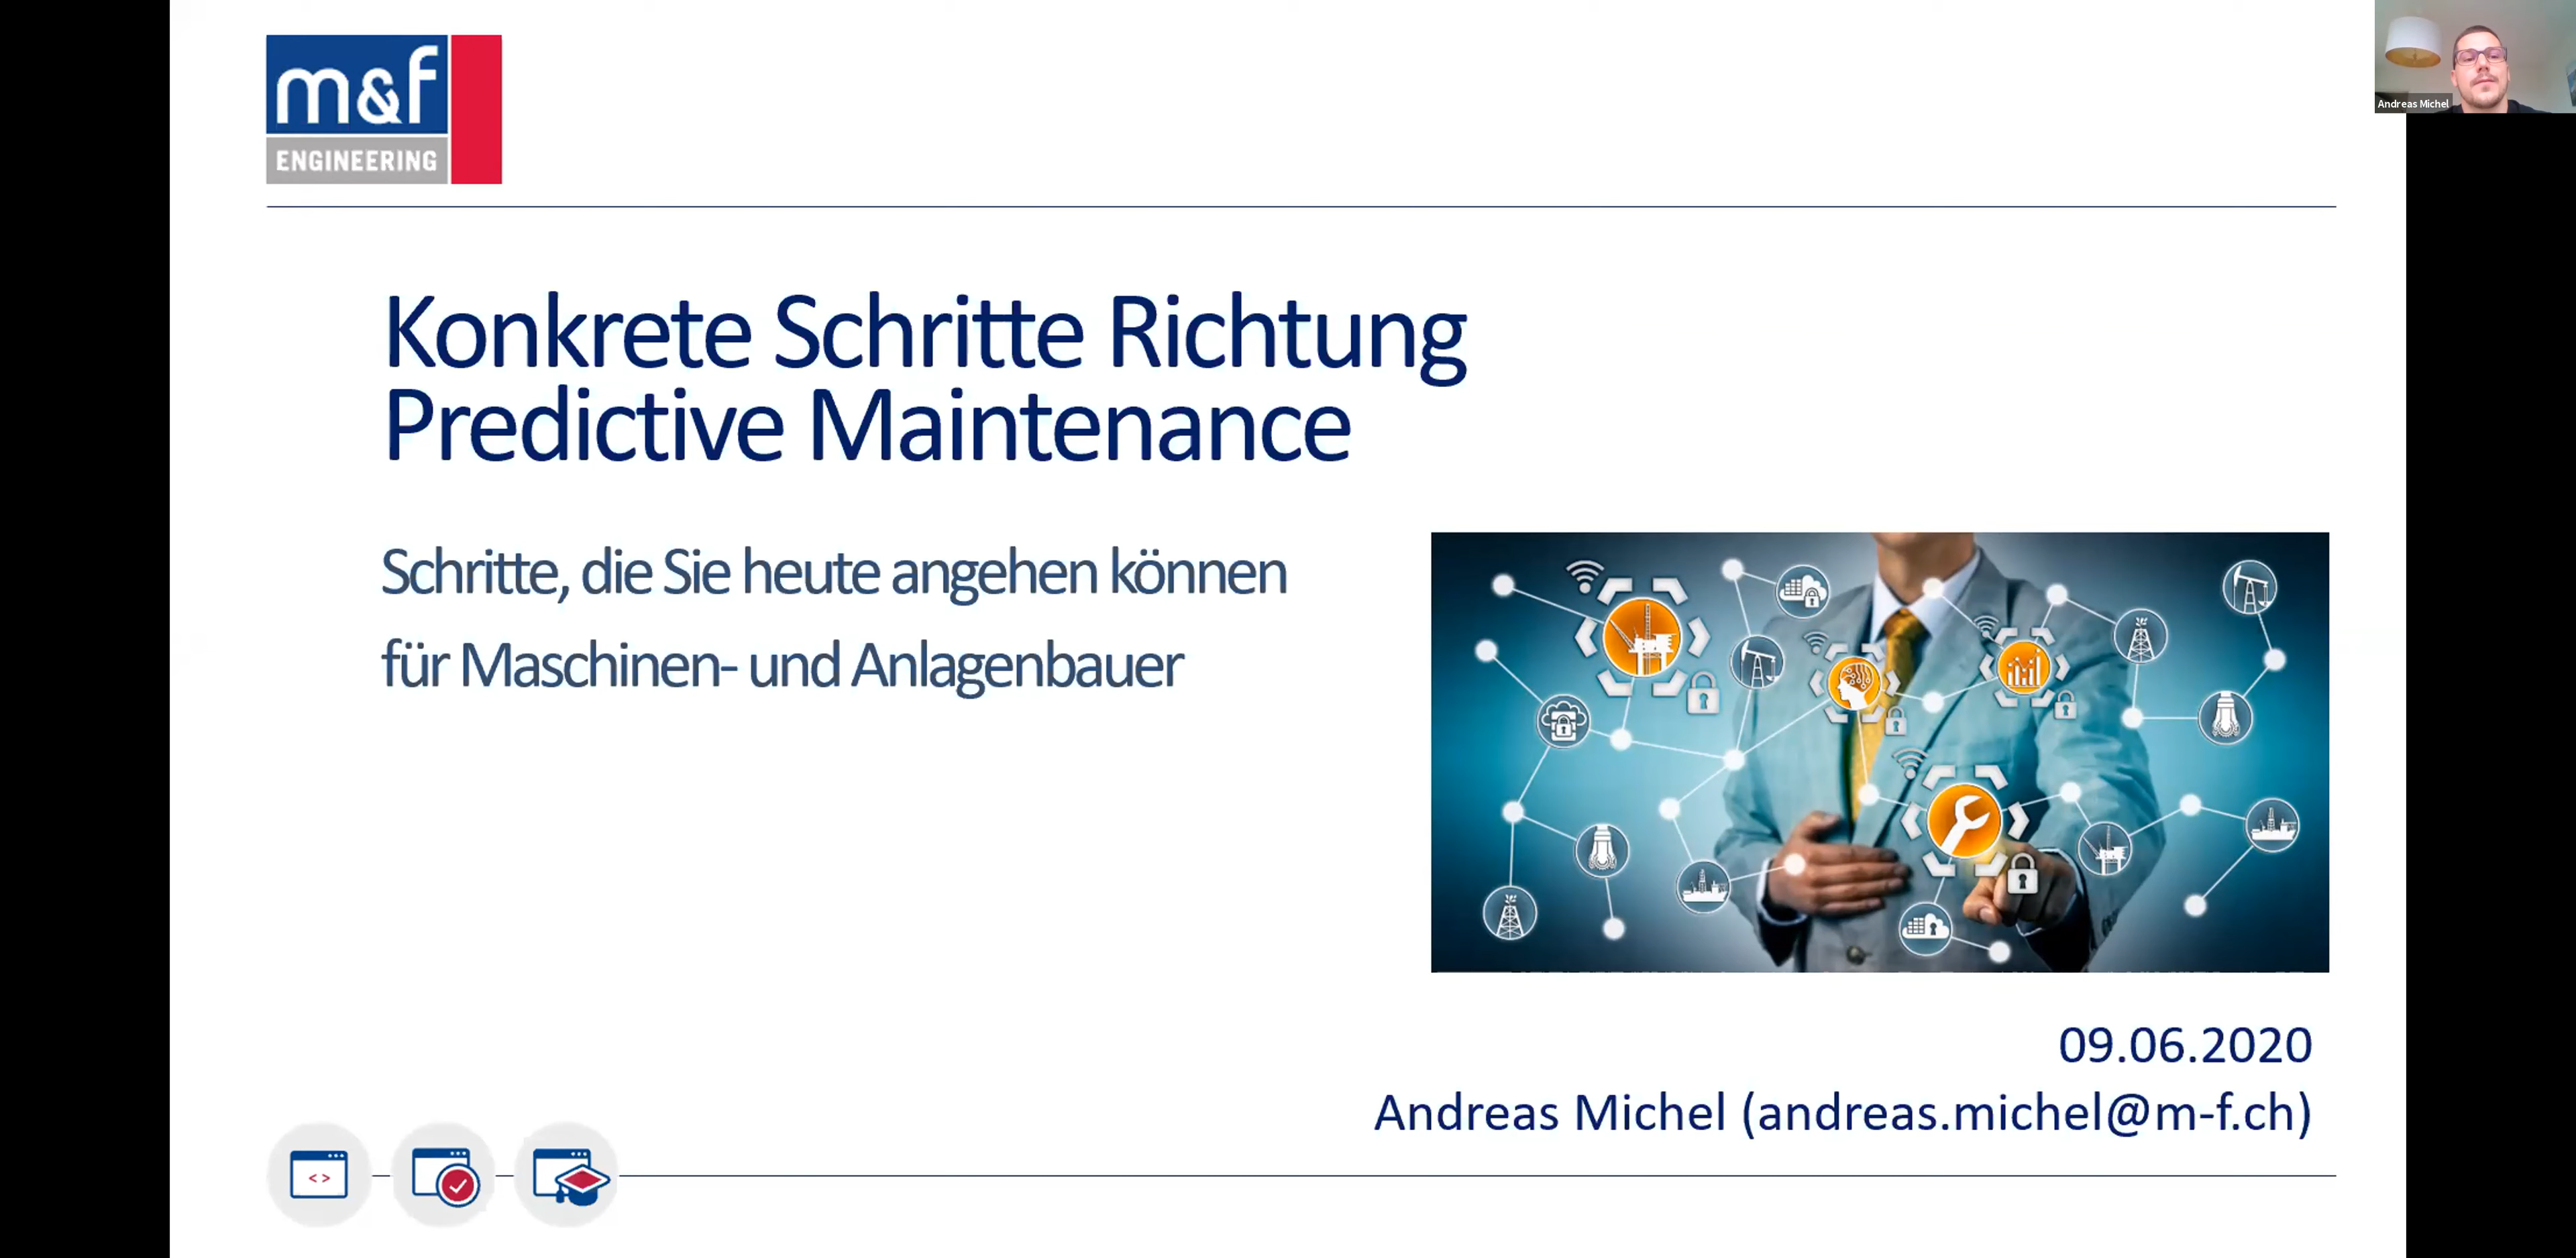 m&f
ENGINEERING
Andreas Michel
Konkrete Schritte Richtung
Predictive Maintenance
Schritte, die Sie heute angehen können
für Maschinen- und Anlagenbauer
09.06.2020
Andreas Michel (andreas.michel@m-f.ch)
< >